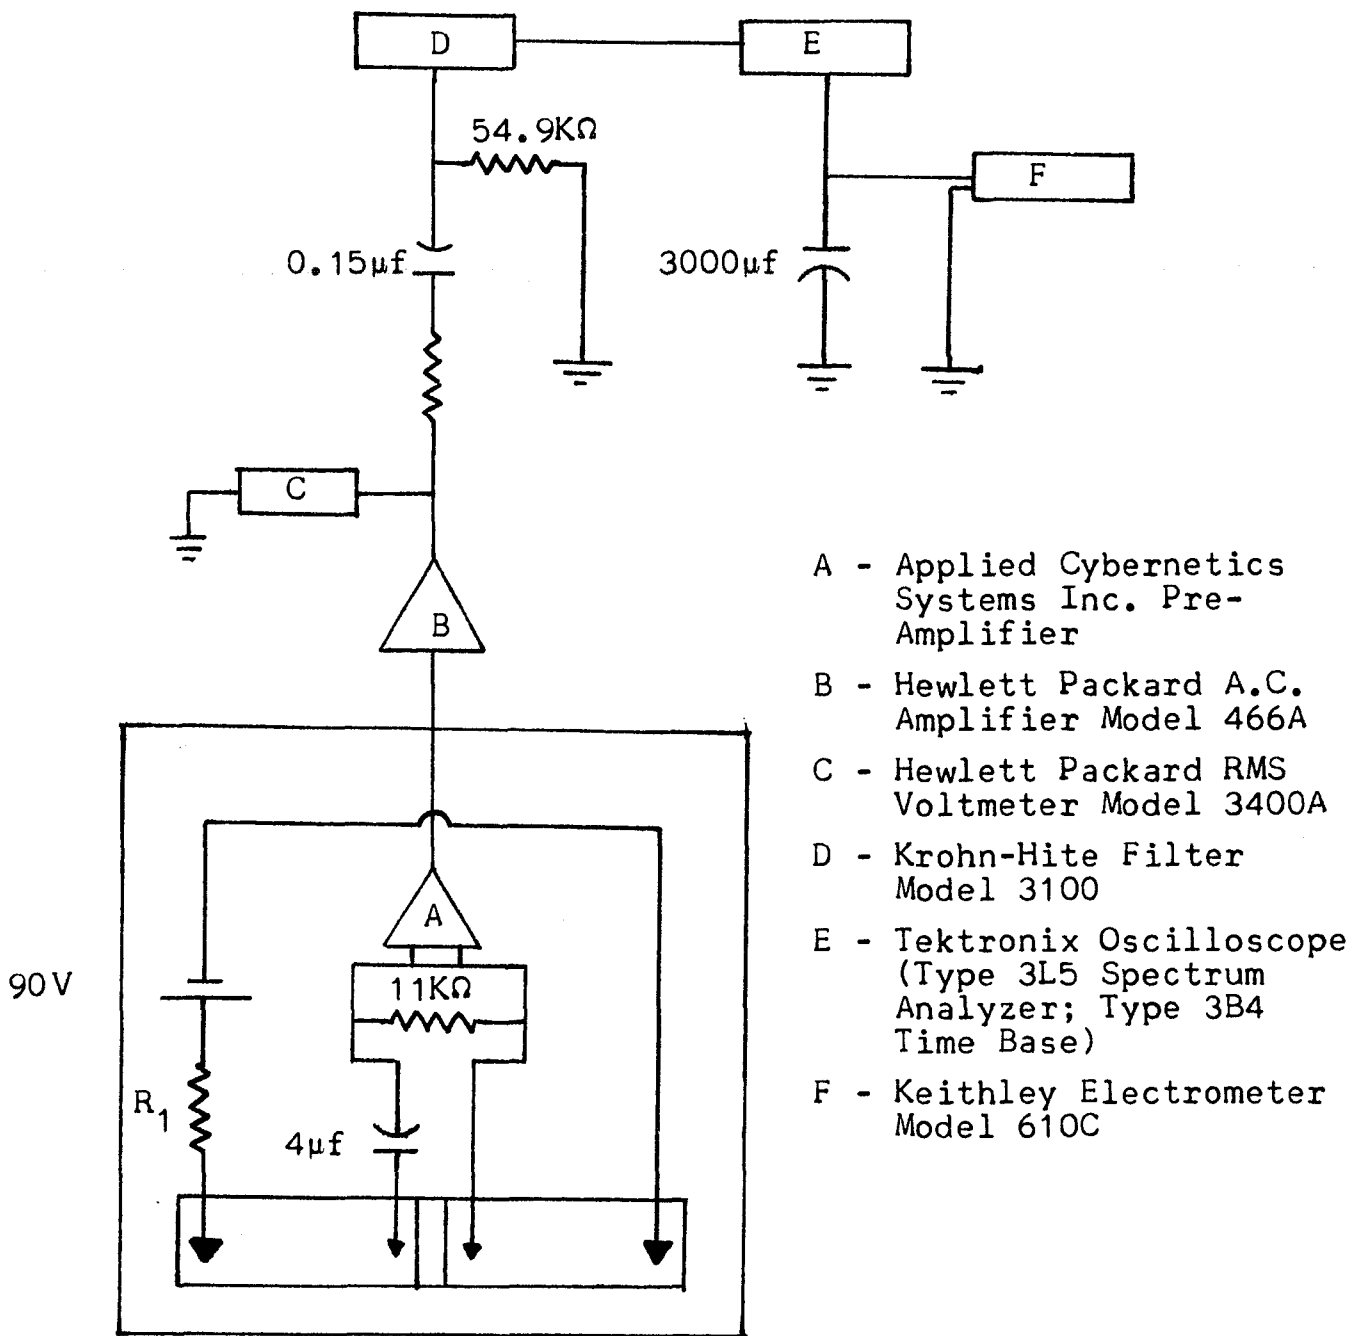 D
E
54.9KΩ
F
0.15µf
3000µf
C
B
A
11KΩ
90V
R1
4µf
A - Applied Cybernetics
Systems Inc. Pre-
Amplifier
B - Hewlett Packard A.C.
Amplifier Model 466A
C - Hewlett Packard RMS
Voltmeter Model 3400A
D - Krohn-Hite Filter
Model 3100
E - Tektronix Oscilloscope
(Type 3L5 Spectrum
Analyzer; Type 3B4
Time Base)
F - Keithley Electrometer
Model 610C